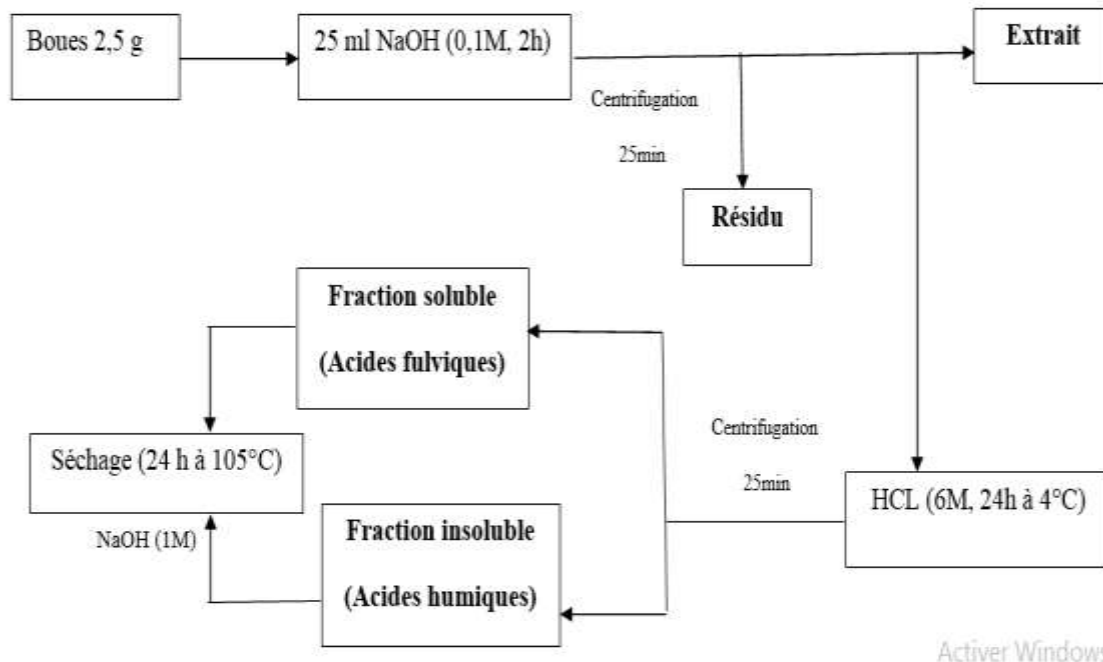 Boues 2,5 g
25 ml NaOH (0,1M, 2h)
Extrait
Centrifugation
25min
Résidu
Fraction soluble
(Acides fulviques)
Centrifugation
25min
HCL (6M, 24h à 4°C)
Séchage (24 h à 105°C)
NaOH (1M)
Fraction insoluble
(Acides humiques)
Activer Windows